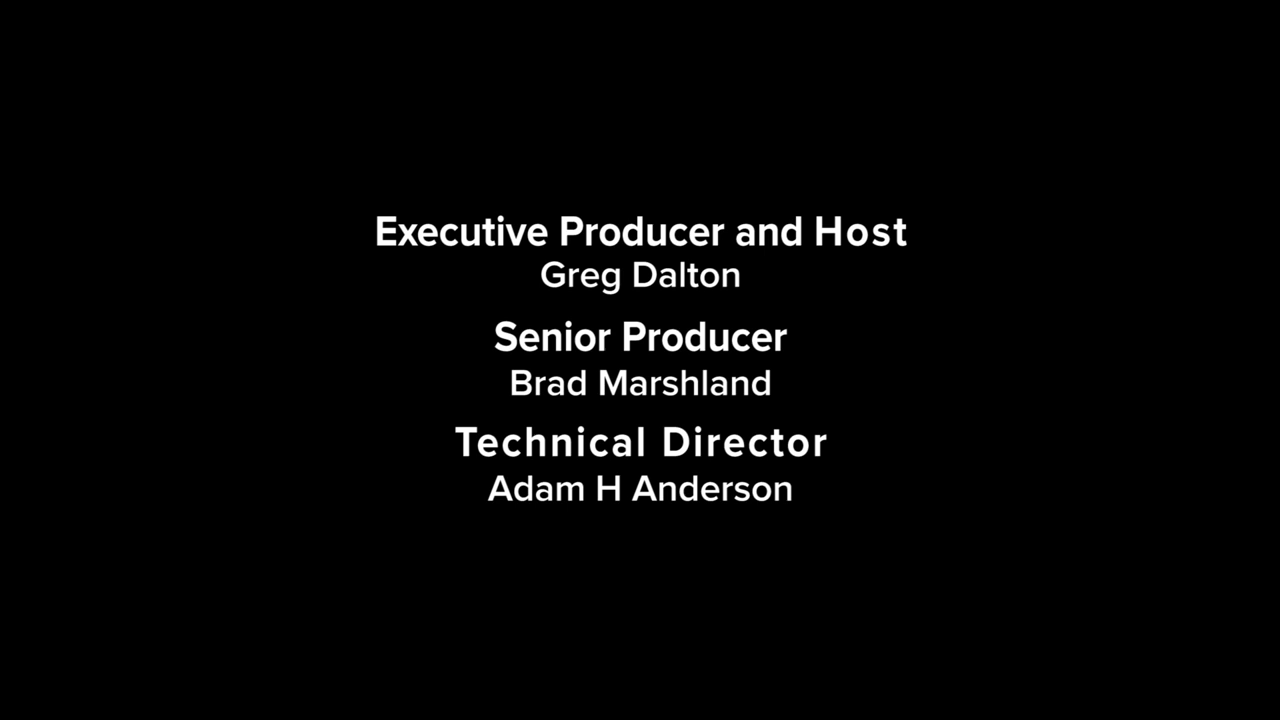 Executive Producer and Host
Greg Dalton
Senior Producer
Brad Marshland
Technical Director
Adam H Anderson